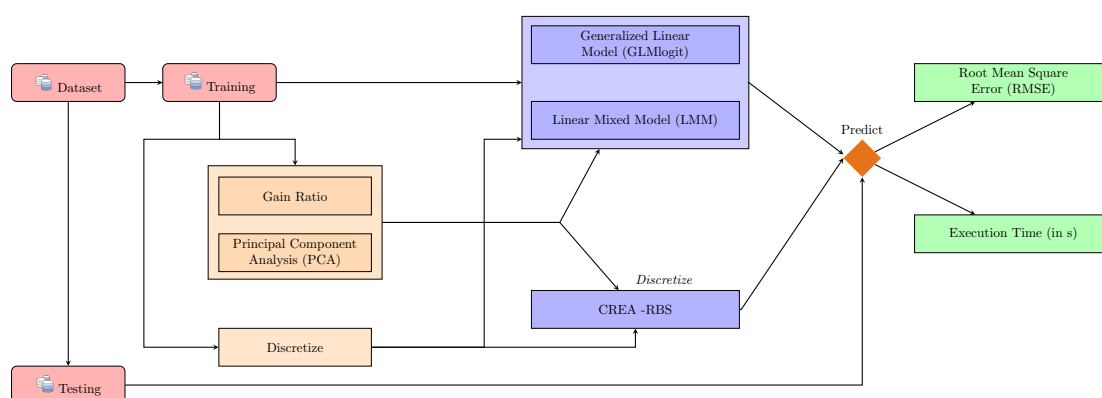 Generalized Linear
Model (GLMlogit)
Dataset
Training
Root Mean Square
Error (RMSE)
Linear Mixed Model (LMM)
Predict
Gain Ratio
Principal Component
Analysis (PCA)
Execution Time (in s)
Discretize
CREA -RBS
Discretize
Testing